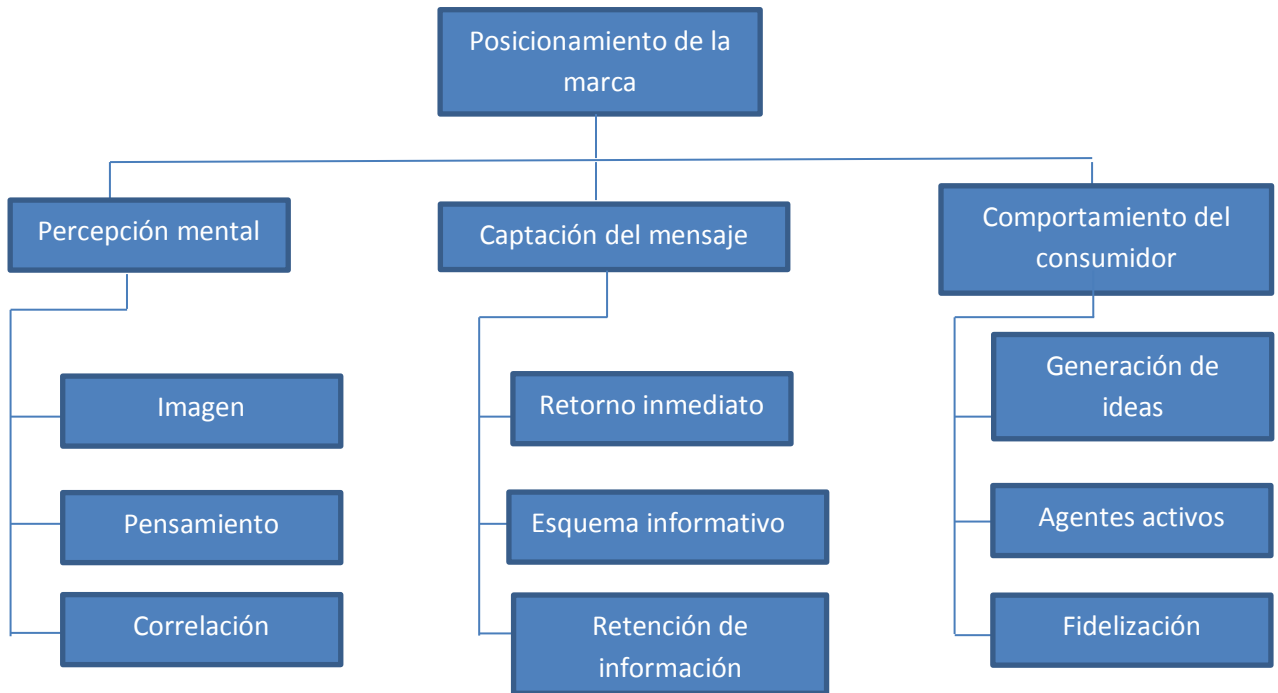 Posicionamiento de la
marca
Percepción mental
Captación del mensaje
Comportamiento del
consumidor
Imagen
Pensamiento
Correlación
Retorno inmediato
Esquema informativo
Retención de
información
Generación de
ideas
Agentes activos
Fidelización